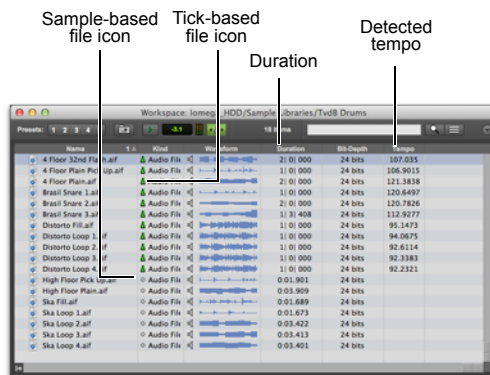 Sample-based
file icon
Tick-based
file icon
Duration
Detected
tempo
Workspace: Iomega HDD/Sample Libraries/TvdB Drums
Presets: 1 2 3 4 -3.1 18 items
Name 1 Kind Waveform Duration Bit-Depth Tempo
4 Floor 32nd Flash.aif Audio File 2| 0| 000 24 bits 107.035
4 Floor Plain Pick Up.aif Audio File 1| 0| 000 24 bits 106.9015
4 Floor Plain.aif Audio File 2| 0| 000 24 bits 121.3838
Brasil Snare 1.aif Audio File 1| 0| 000 24 bits 120.6497
Brasil Snare 2.aif Audio File 2| 0| 000 24 bits 120.7826
Brasil Snare 3.aif Audio File 1| 3| 408 24 bits 112.9277
Distorto Fill.aif Audio File 1| 0| 000 24 bits 95.1473
Distorto Loop 1.aif Audio File 1| 0| 000 24 bits 94.0675
Distorto Loop 2.aif Audio File 1| 0| 000 24 bits 92.6114
Distorto Loop 3.aif Audio File 1| 0| 000 24 bits 92.3383
Distorto Loop 4.aif Audio File 1| 0| 000 24 bits 92.2321
High Floor Pick Up.aif Audio File 0:01.901 24 bits
High Floor Plain.aif Audio File 0:03.909 24 bits
Ska Fill.aif Audio File 0:01.689 24 bits
Ska Loop 1.aif Audio File 0:01.673 24 bits
Ska Loop 2.aif Audio File 0:03.422 24 bits
Ska Loop 3.aif Audio File 0:03.413 24 bits
Ska Loop 4.aif Audio File 0:03.401 24 bits